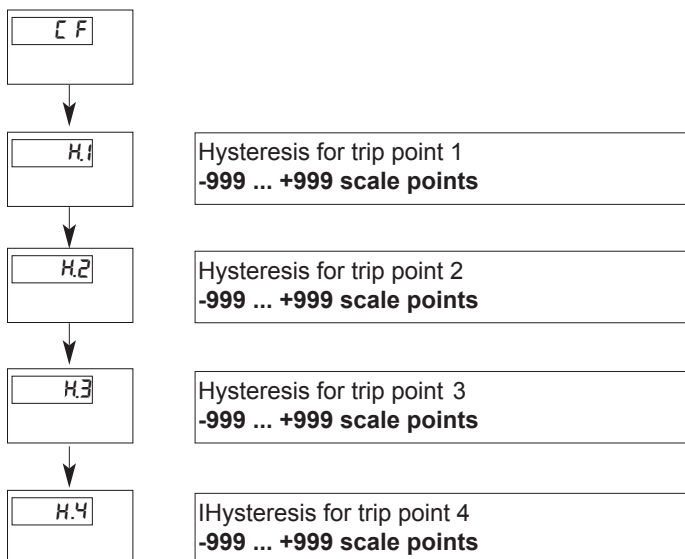 C F
H.1
Hysteresis for trip point 1
-999 ... +999 scale points
H.2
Hysteresis for trip point 2
-999 ... +999 scale points
H.3
Hysteresis for trip point 3
-999 ... +999 scale points
H.4
IHysteresis for trip point 4
-999 ... +999 scale points